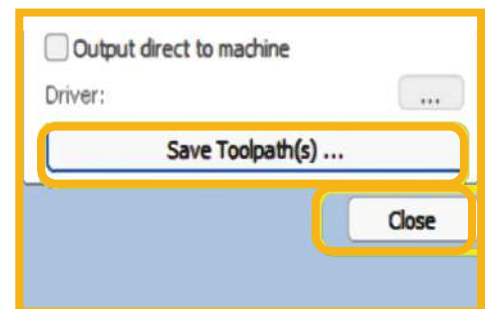 Output direct to machine
Driver:
...
Save Toolpath(s) ...
Close